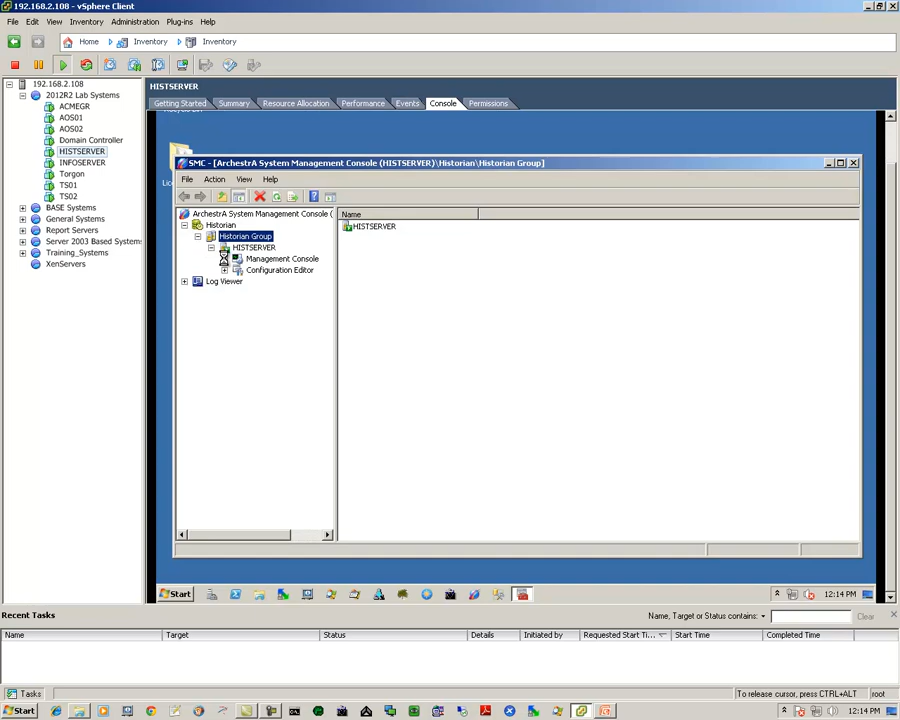 192.168.2.108 - vSphere Client
File Edit View Inventory Administration Plug-ins Help
Home Inventory Inventory
192.168.2.108
2012R2 Lab Systems
ACMEGR
AOS01
AOS02
Domain Controller
HISTSERVER
INFOSERVER
Torgon
TS01
TS02
BASE Systems
General Systems
Report Servers
Server 2003 Based Systems
Training_Systems
XenServers
HISTSERVER
Getting Started Summary Resource Allocation Performance Events Console Permissions
SMC - [ArchestrA System Management Console (HISTSERVER)\Historian\Historian Group]
File Action View Help
ArchestrA System Management Console (
Historian
Historian Group
HISTSERVER
Management Console
Configuration Editor
Log Viewer
Name
HISTSERVER
Start 12:14 PM
Recent Tasks
Name, Target or Status contains: Clear
Name Target Status Details Initiated by Requested Start Ti... Start Time Completed Time
Tasks To release cursor, press CTRL+ALT root
Start 12:14 PM